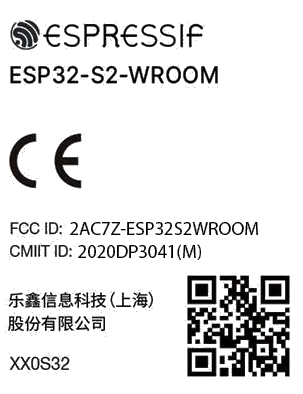 ESPRESSIF
ESP32-S2-WROOM
CE
FCC ID: 2AC7Z-ESP32S2WROOM
CMIIT ID: 2020DP3041(M)
乐鑫信息科技(上海)
股份有限公司
XX0S32